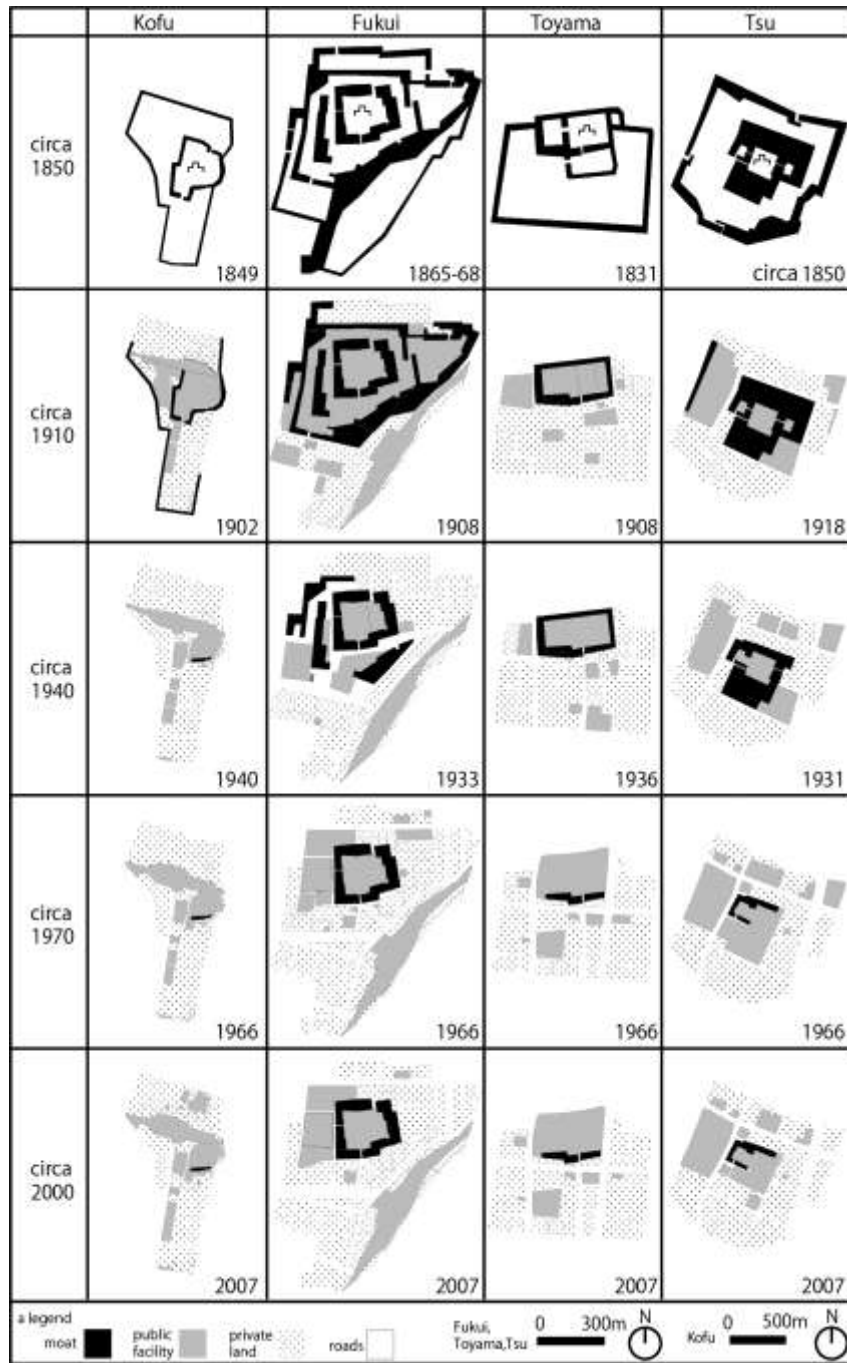 Kofu Fukui Toyama Tsu
circa
1850
1849 1865-68 1831 circa 1850
circa
1910
1902 1908 1908 1918
circa
1940
1940 1933 1936 1931
circa
1970
1966 1966 1966 1966
circa
2000
2007 2007 2007 2007
a legend
moat public facility private land roads
Fukui,
Toyama,Tsu 0 300m N
Kofu 0 500m N